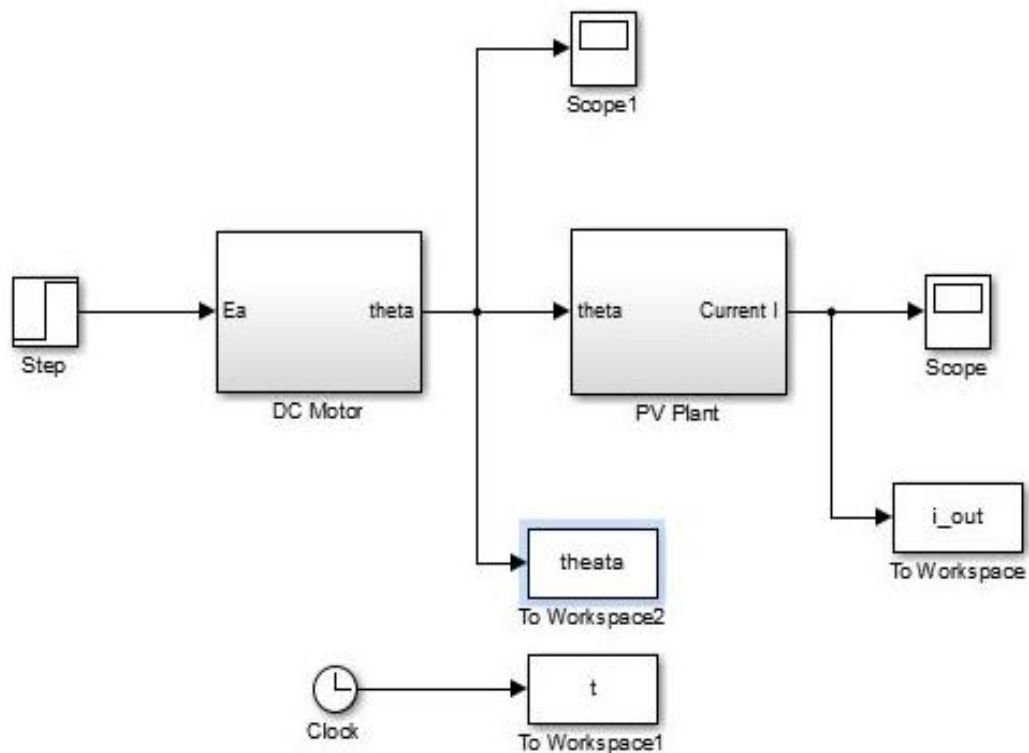 Scope1
Ea
theta
theta
Current I
Step
DC Motor
PV Plant
Scope
i_out
To Workspace
theata
To Workspace2
t
Clock
To Workspace1